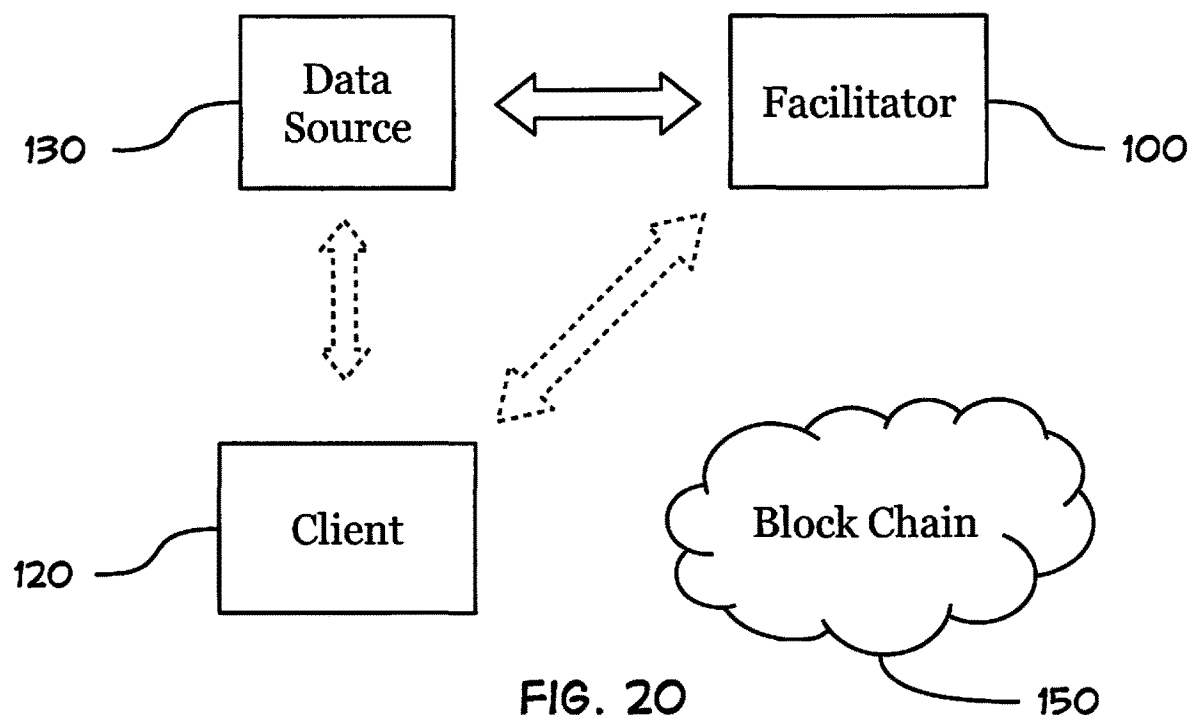 Data
Source
Facilitator
130
100
Client
Block Chain
120
FIG. 20
150